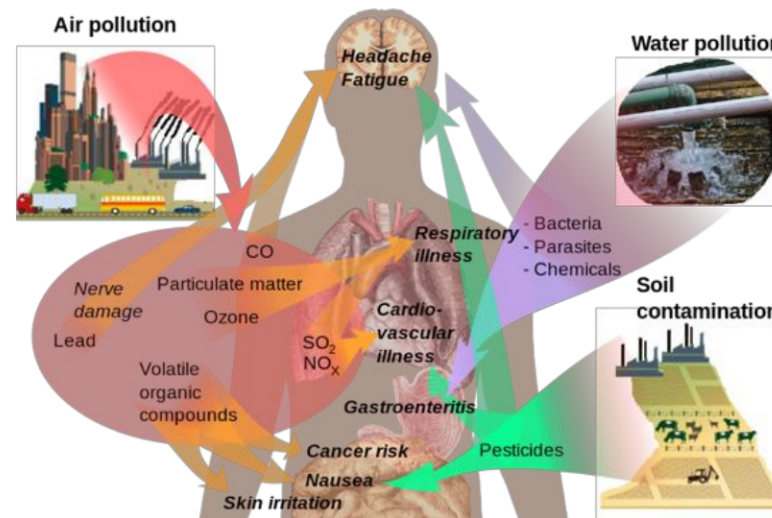 Air pollution
Water pollution
Headache
Fatigue
CO
Respiratory
illness
- Bacteria
- Parasites
- Chemicals
Nerve
damage
Particulate matter
Lead
Ozone
Cardio-
vascular
illness
SO₂
NOₓ
Soil
contamination
Volatile
organic
compounds
Gastroenteritis
Pesticides
Cancer risk
Nausea
Skin irritation